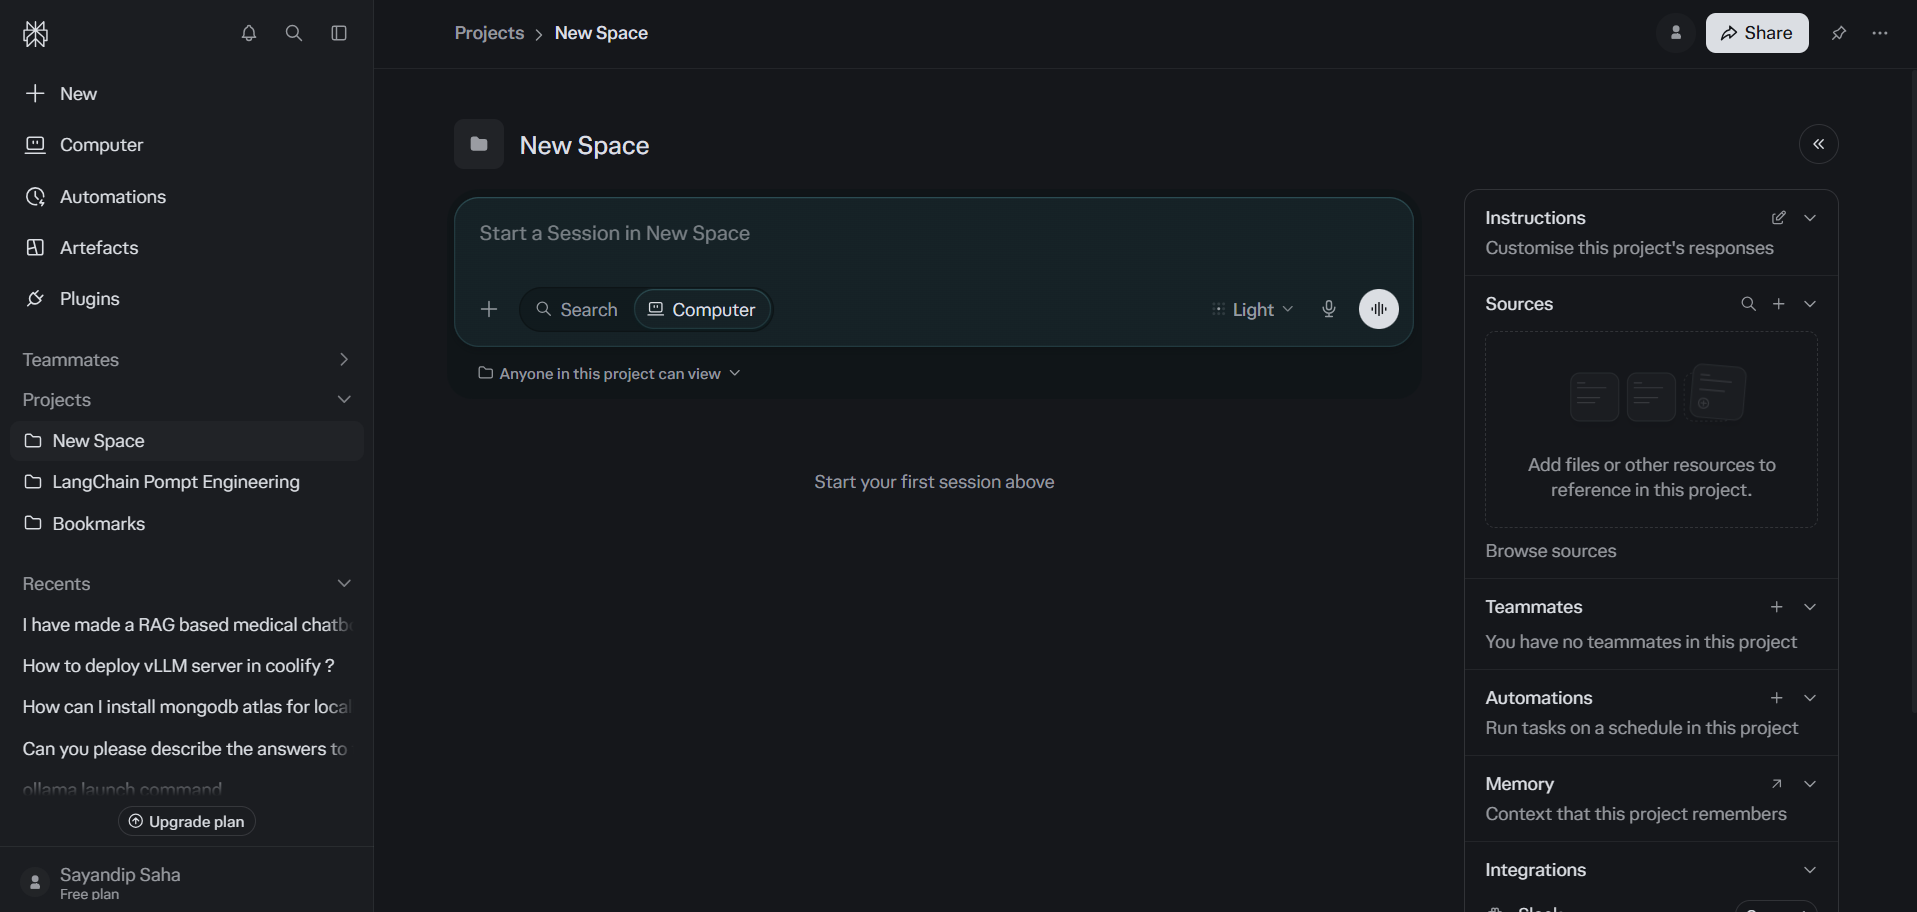 New
Computer
Automations
Artefacts
Plugins
Teammates
Projects
New Space
LangChain Pompt Engineering
Bookmarks
Recents
I have made a RAG based medical chatb
How to deploy vLLM server in coolify ?
How can I install mongodb atlas for local
Can you please describe the answers to
ollama launch command
Upgrade plan
Sayandip Saha
Free plan
Projects > New Space
Share
New Space
Start a Session in New Space
Search
Computer
Light
Anyone in this project can view
Start your first session above
Instructions
Customise this project's responses
Sources
Add files or other resources to
reference in this project.
Browse sources
Teammates
You have no teammates in this project
Automations
Run tasks on a schedule in this project
Memory
Context that this project remembers
Integrations
Slack